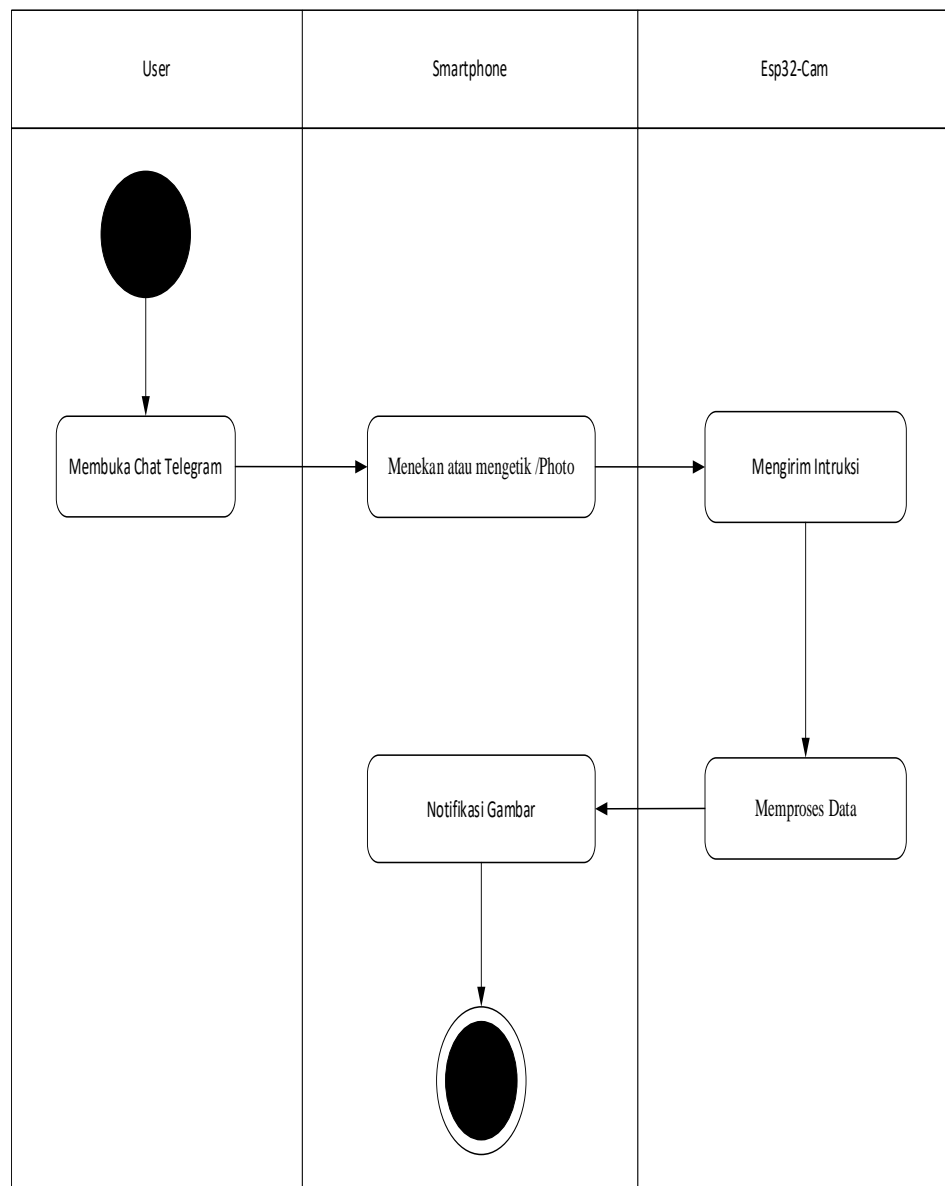 User
Smartphone
Esp32-Cam
Membuka Chat Telegram
Menekan atau mengetik /Photo
Mengirim Intruksi
Notifikasi Gambar
Memproses Data